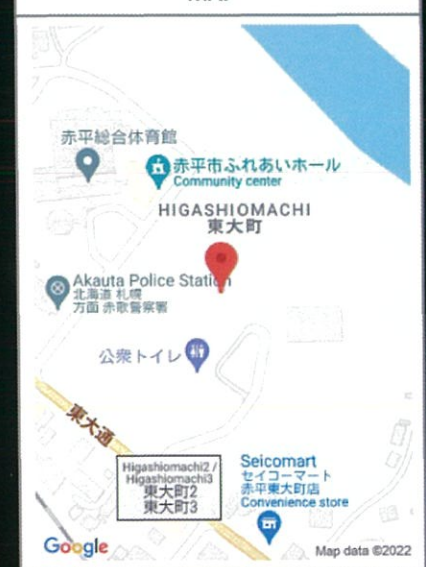 赤平総合体育館
赤平市ふれあいホール
Community center
HIGASHIOMACHI
東大町
Akauta Police Station
北海道 札幌
方面 赤歌警察署
公衆トイレ
東大通
Higashiomachi2 /
Higashiomachi3
東大町2
東大町3
Seicomart
セイコーマート
赤平東大町店
Convenience store
Google
Map data ©2022